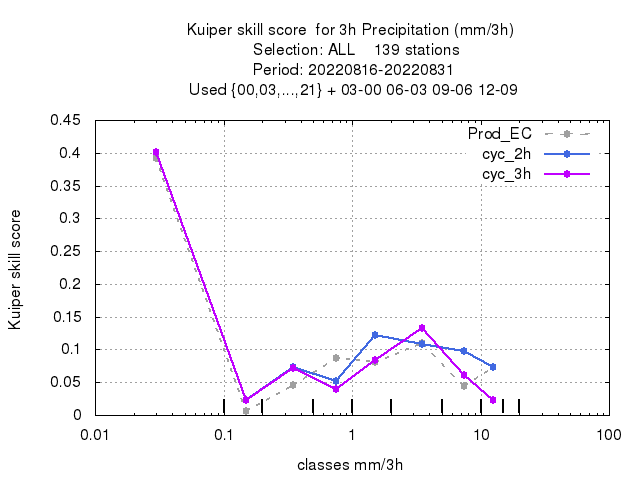 Kuiper skill score  for 3h Precipitation (mm/3h)
Selection: ALL    139 stations
Period: 20220816-20220831
Used {00,03,...,21} + 03-00 06-03 09-06 12-09
Prod_EC
cyc_2h
cyc_3h
0.45
0.4
0.35
0.3
0.25
0.2
0.15
0.1
0.05
0
Kuiper skill score
0.01 0.1 1 10 100
classes mm/3h